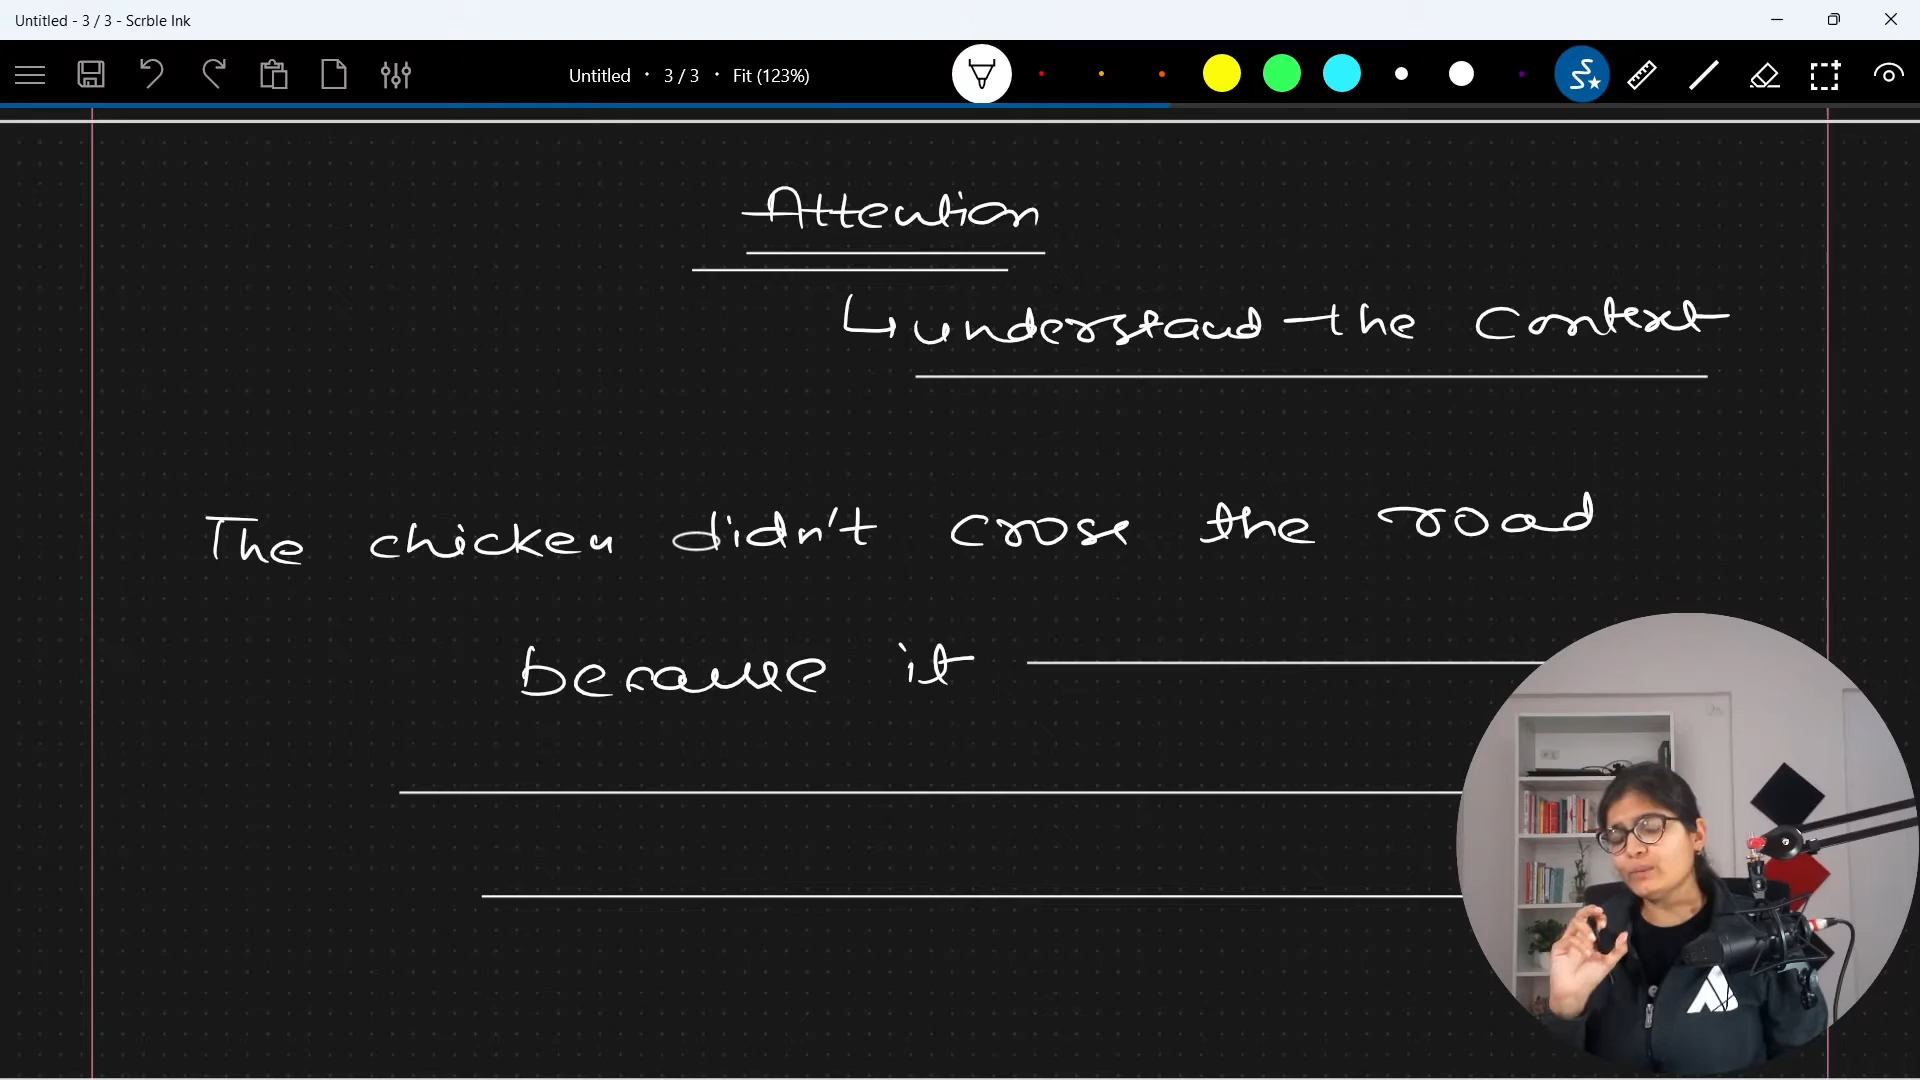 Untitled - 3 / 3 - Scrble Ink
Untitled • 3 / 3 • Fit (123%)
Attention
↳ understand the context
The chicken didn't cross the road
because it